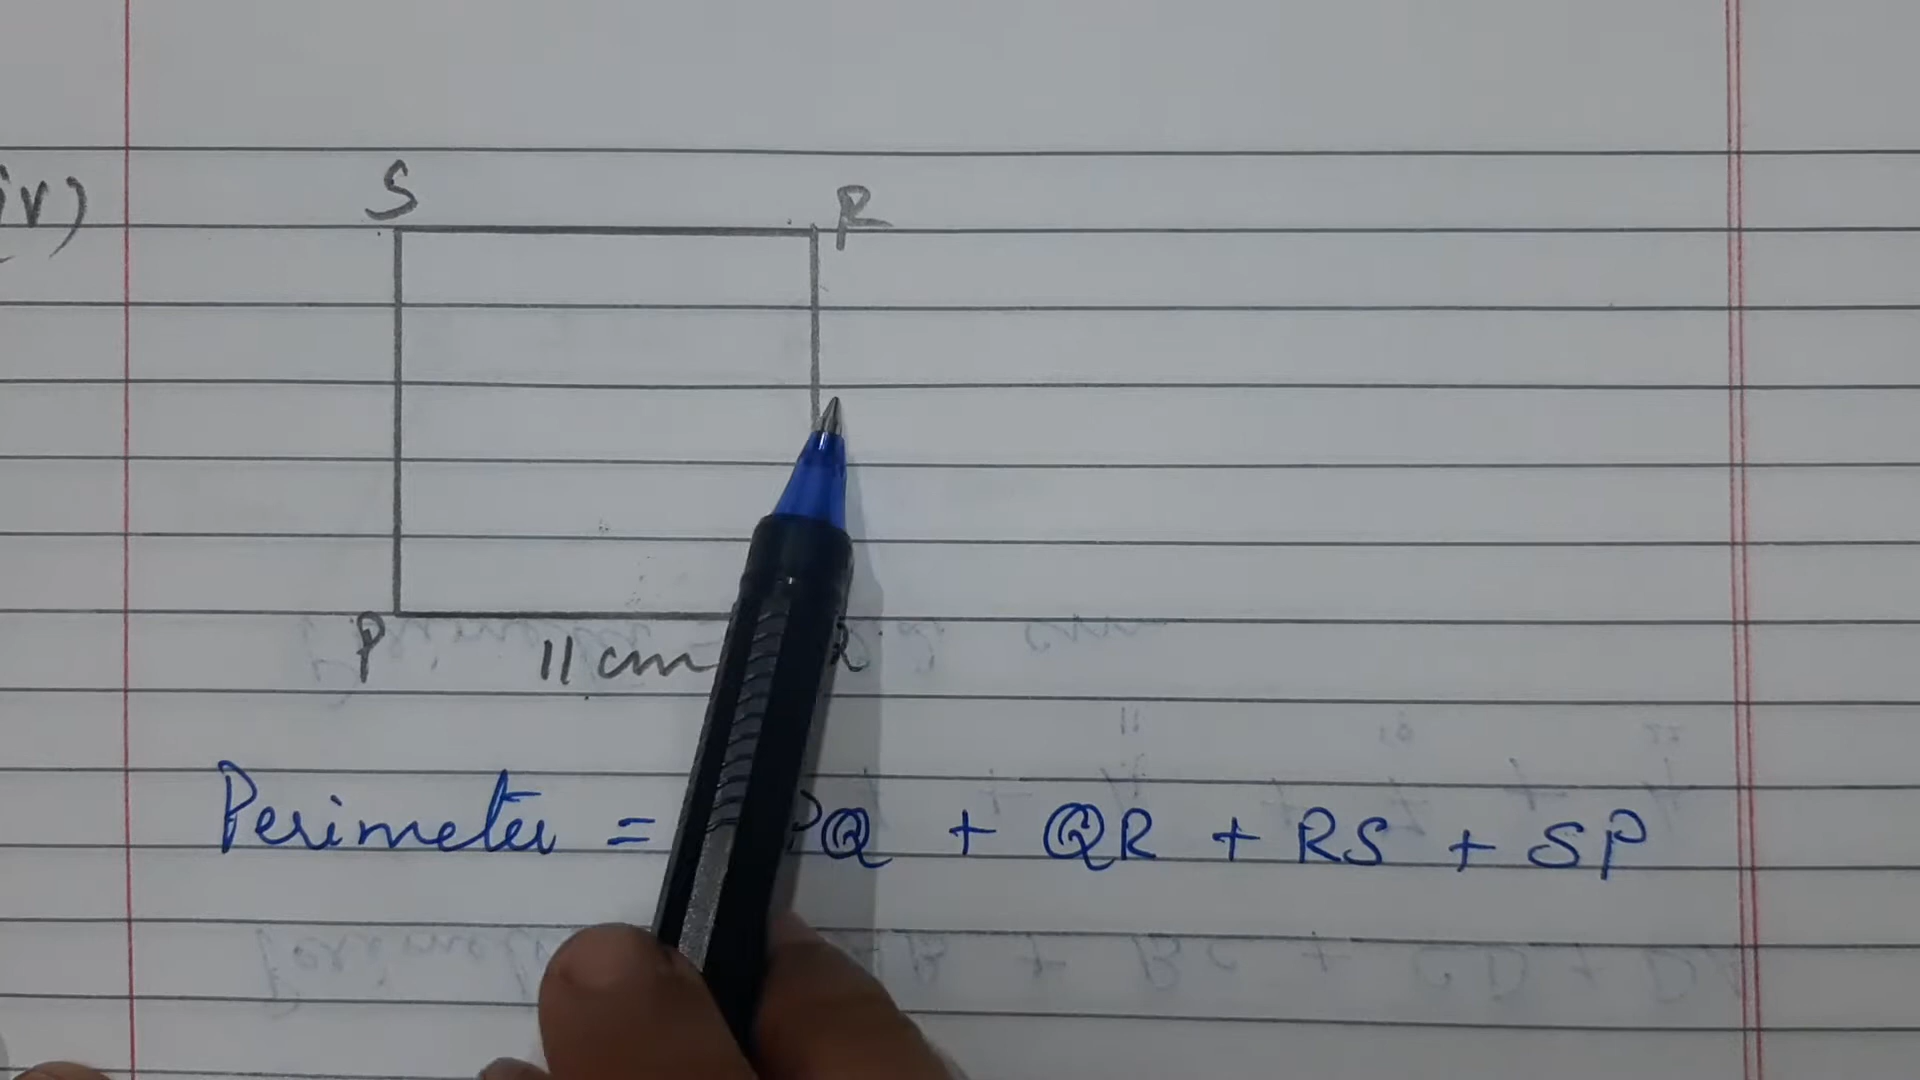 iv)
S R
P 11 cm Q
Perimeter = PQ + QR + RS + SP